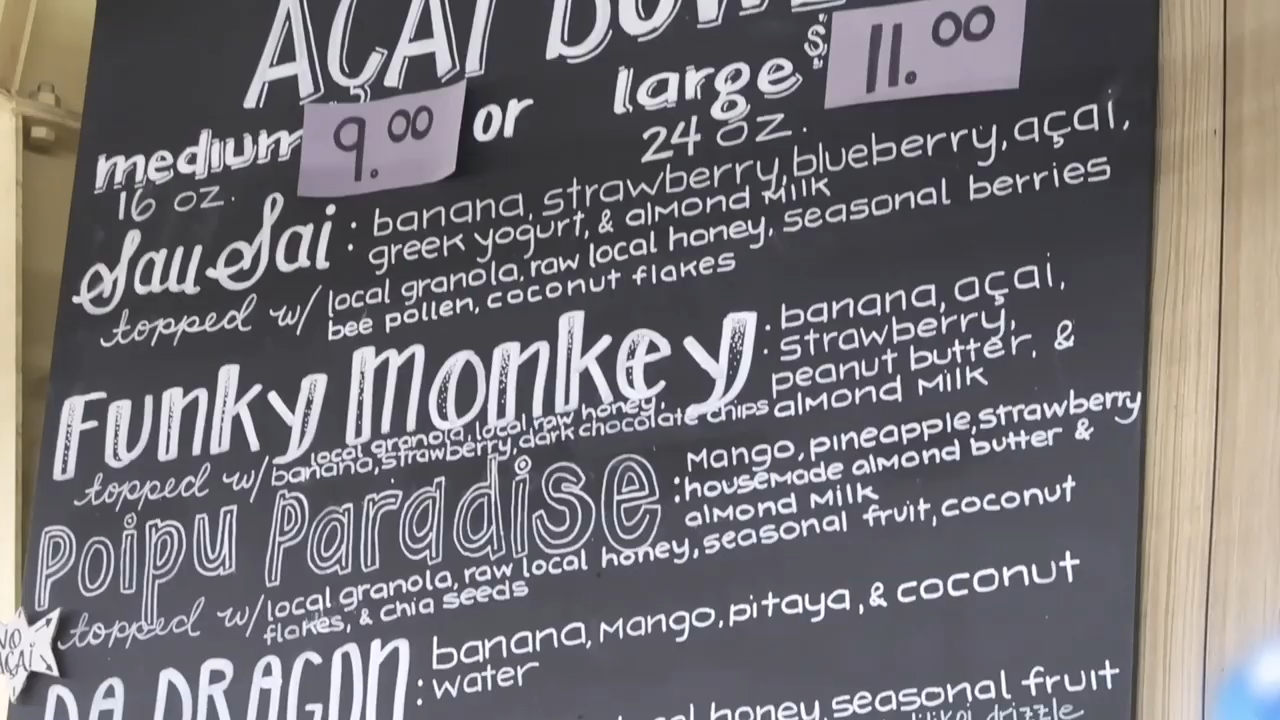 AÇAÍ BOWL
medium 9.00 or large $11.00
16 oz. 24 oz.
Sau Sai: banana, strawberry, blueberry, açai,
greek yogurt, & almond milk
topped w/ local granola, raw local honey, seasonal berries
bee pollen, coconut flakes
Funky Monkey: banana, açai,
strawberry,
peanut butter, &
almond milk
topped w/ local granola, local raw honey,
banana, strawberry, dark chocolate chips
Poipu Paradise: Mango, pineapple, strawberry
housemade almond butter &
almond milk
topped w/ local granola, raw local honey, seasonal fruit, coconut
flakes, & chia seeds
NO
AÇAÍ
DA DRAGON: banana, Mango, pitaya, & coconut
water
honey, seasonal fruit
drizzle